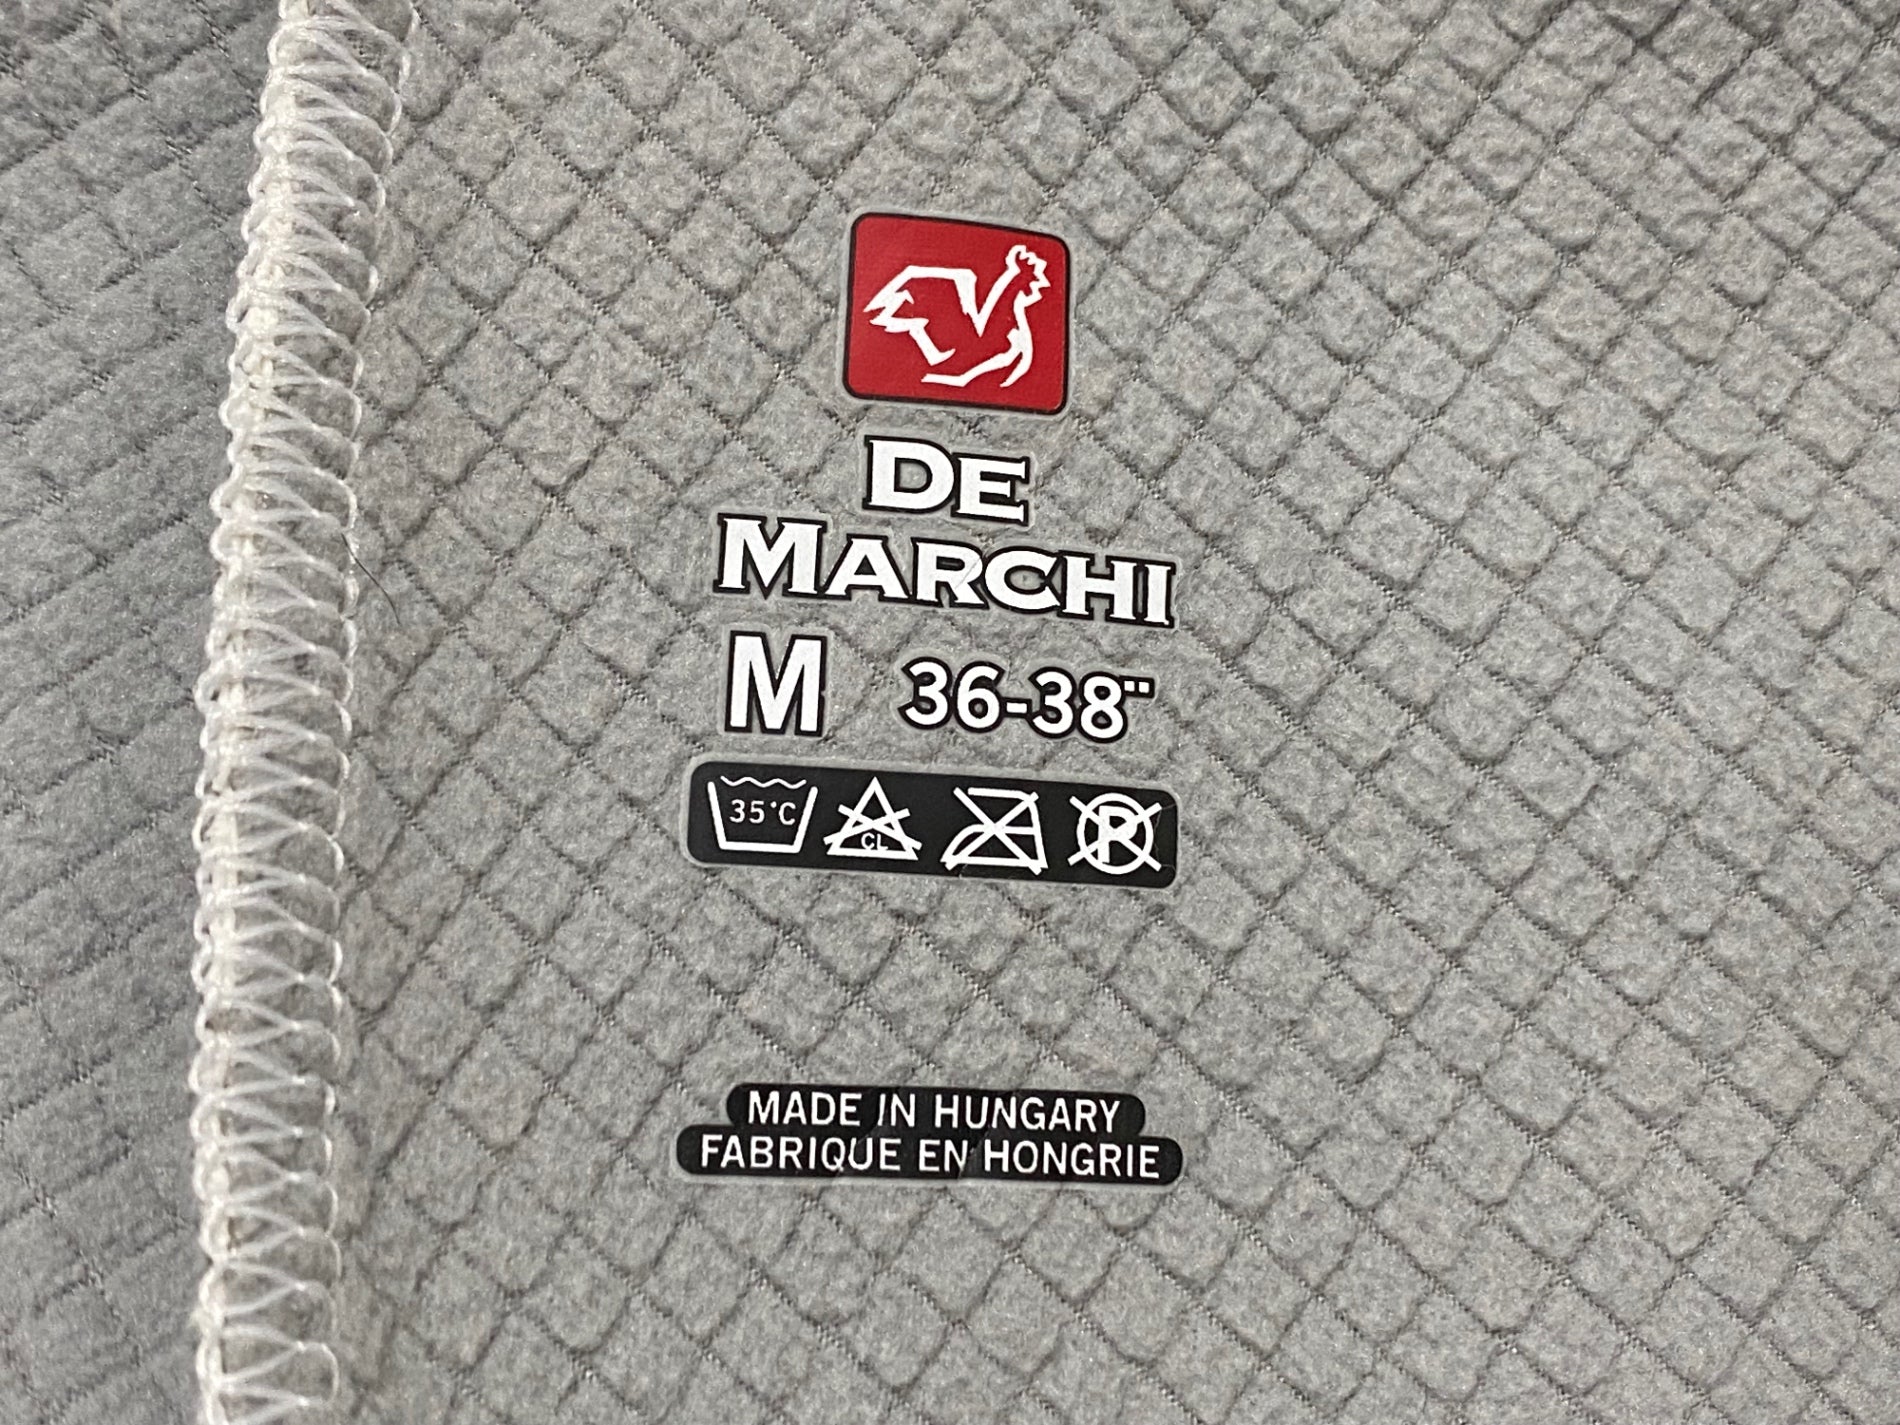 DE
MARCHI
M 36-38"
35°C CL P
MADE IN HUNGARY
FABRIQUE EN HONGRIE